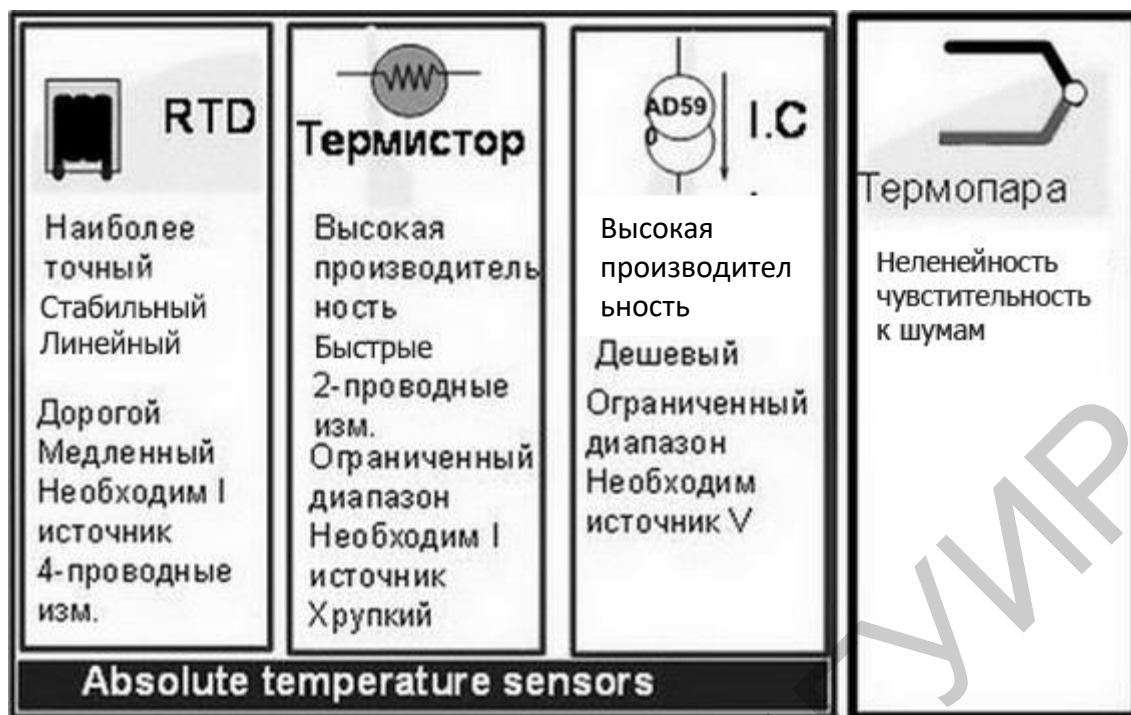 RTD
Наиболее
точный
Стабильный
Линейный
Дорогой
Медленный
Необходим I
источник
4-проводные
изм.
Термистор
Высокая
производитель
ность
Быстрые
2-проводные
изм.
Ограниченный
диапазон
Необходим I
источник
Хрупкий
AD59
0
I.C
Высокая
производител
ьность
Дешевый
Ограниченный
диапазон
Необходим
источник V
Absolute temperature sensors
Термопара
Неленейность
чувстительность
к шумам
УИР